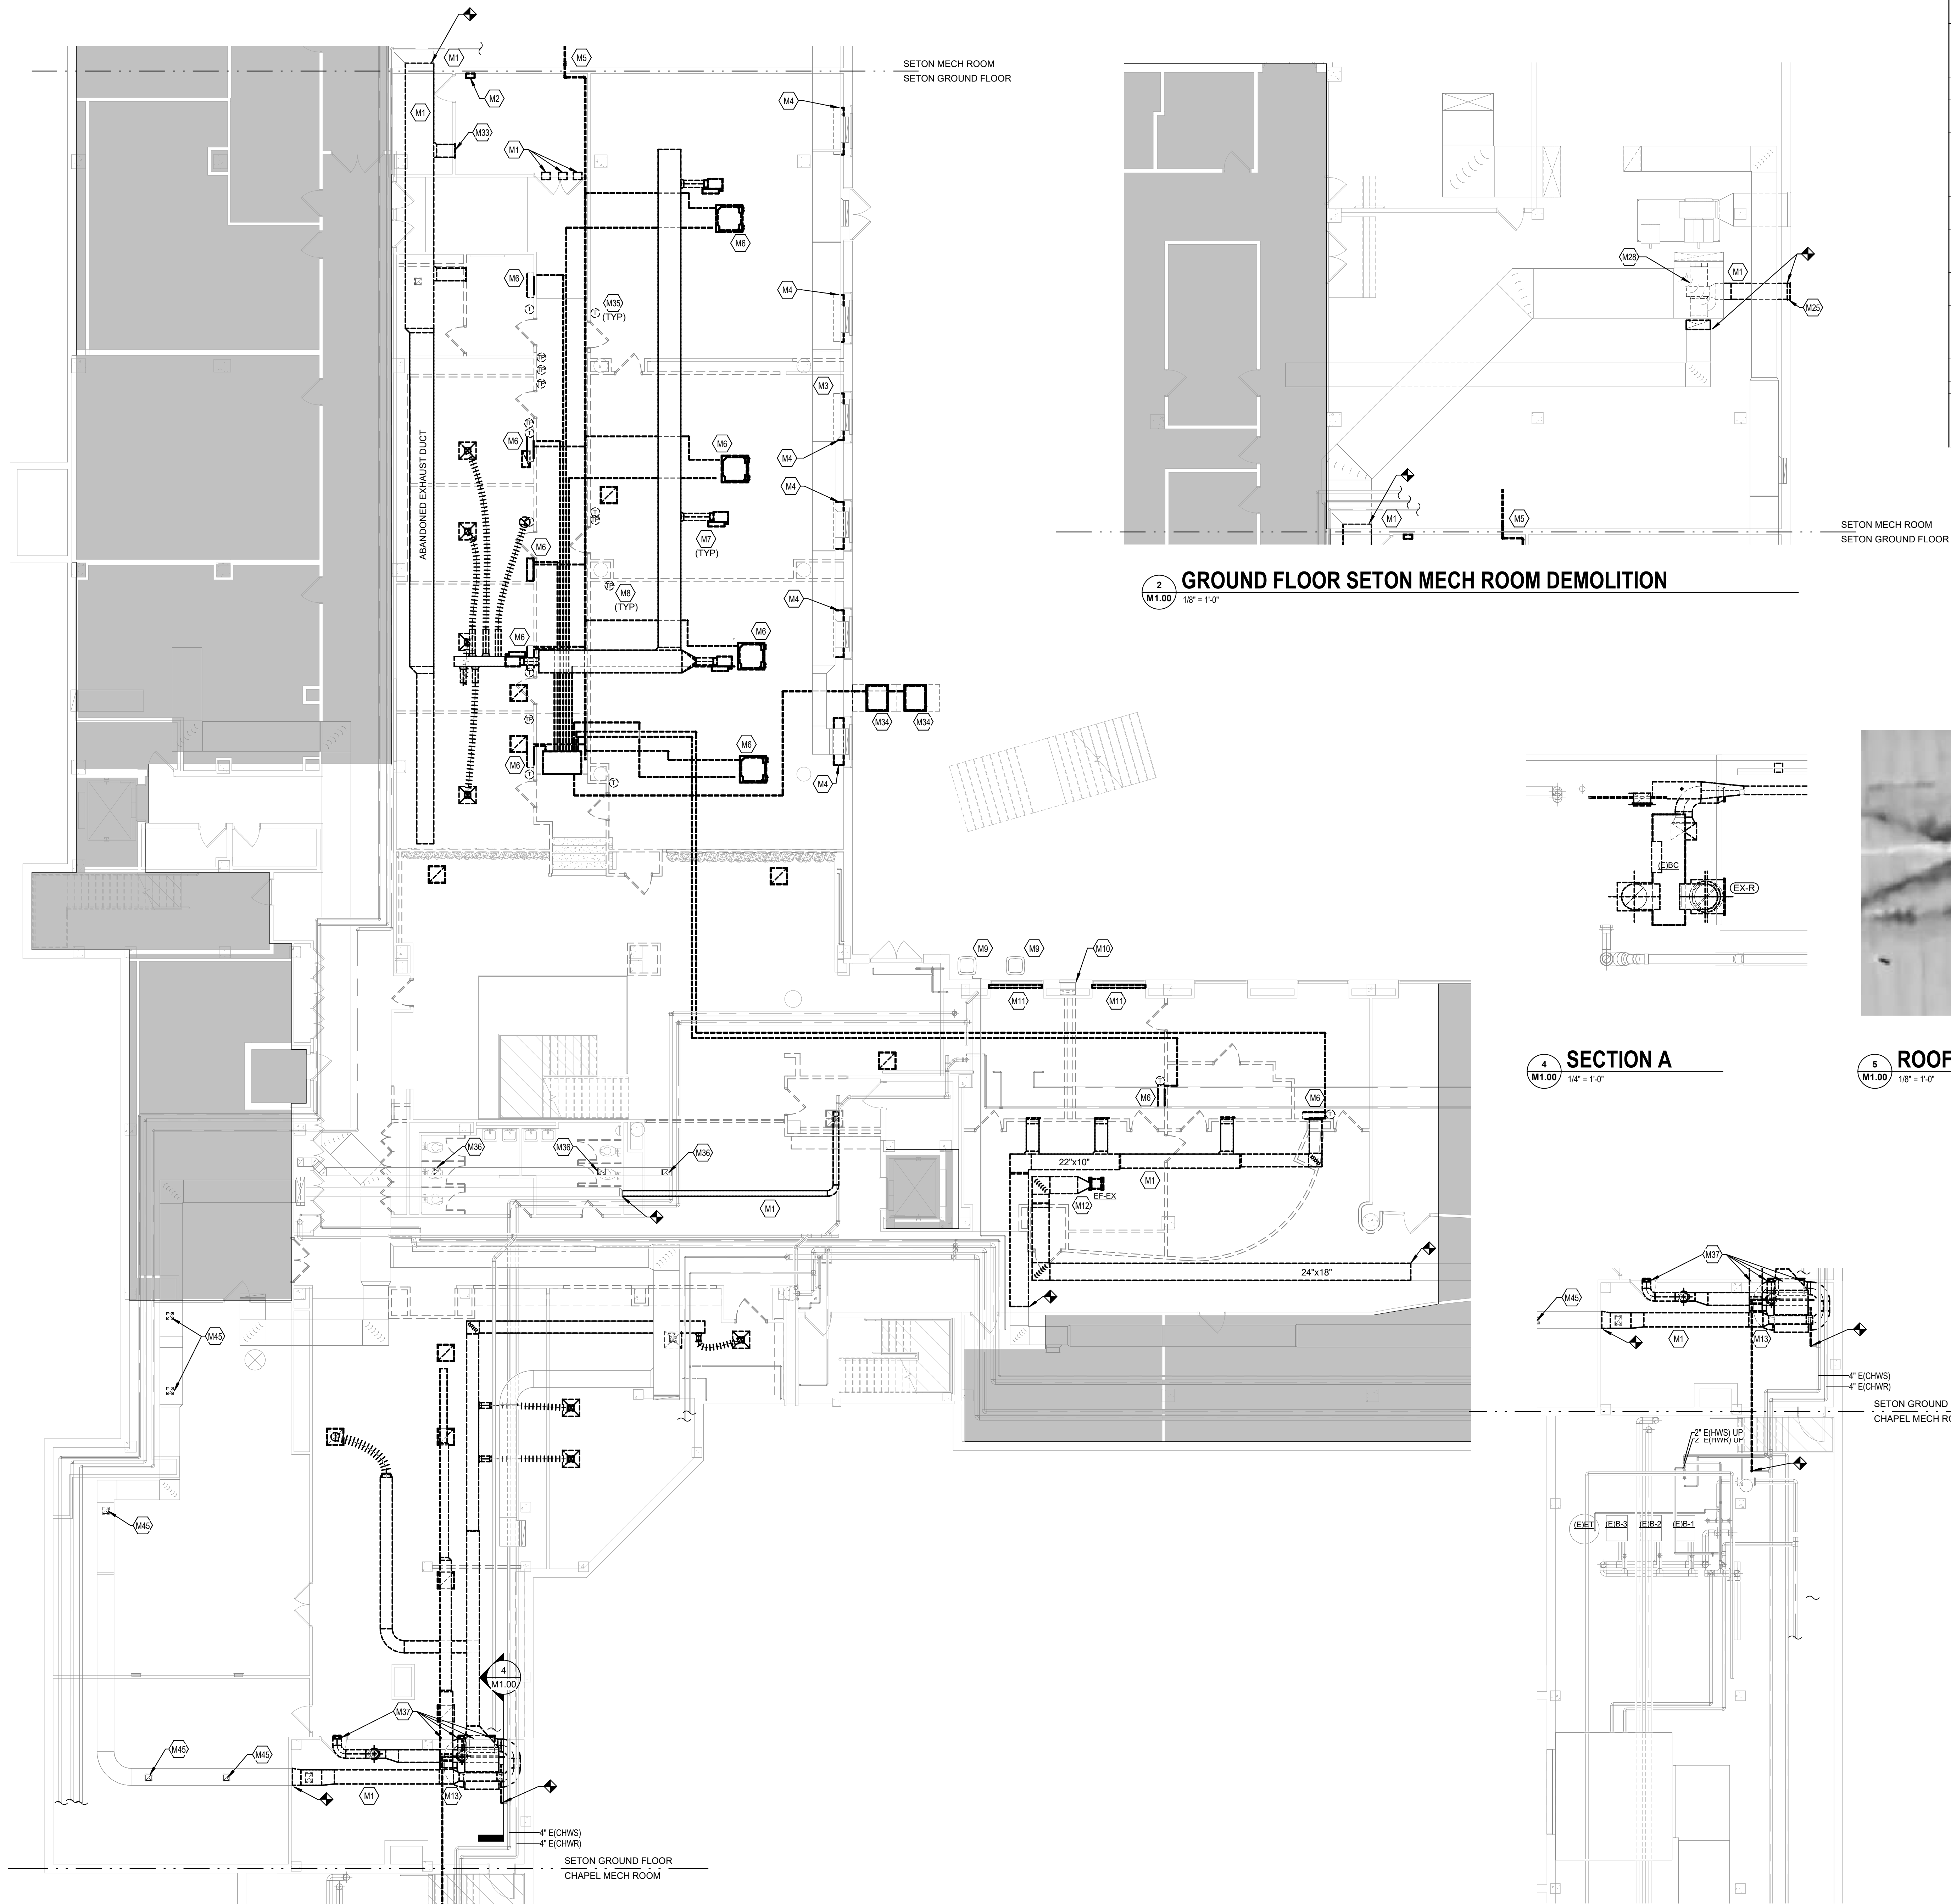 M1
M5
SETON MECH ROOM
SETON GROUND FLOOR
M2
M4
M1
M33
M1
M6
M6
M35
(TYP)
M4
M3
M6
M6
M4
M4
ABANDONED EXHAUST DUCT
M7
(TYP)
M6
M8
(TYP)
M4
M6
M6
M34
M34
M6
M6
M4
M28
M1
M25
M1
M5
SETON MECH ROOM
SETON GROUND FLOOR
2
M1.00
GROUND FLOOR SETON MECH ROOM DEMOLITION
1/8" = 1'-0"
(E)BC
EX-R
4
M1.00
SECTION A
1/4" = 1'-0"
5
M1.00
ROOF
1/8" = 1'-0"
M9
M9
M10
M11
M11
M6
M6
M36
M36
M36
22"x10"
M1
EF-EX
M12
M1
24"x18"
M45
M45
4
M1.00
M37
M45
M45
M1
M13
4" E(CHWS)
4" E(CHWR)
SETON GROUND FLOOR
CHAPEL MECH ROOM
M37
M45
M1
M13
4" E(CHWS)
4" E(CHWR)
SETON GROUND
CHAPEL MECH RO
2" E(HWS) UP
2" E(HWR) UP
(E)ET
(E)B-3
(E)B-2
(E)B-1